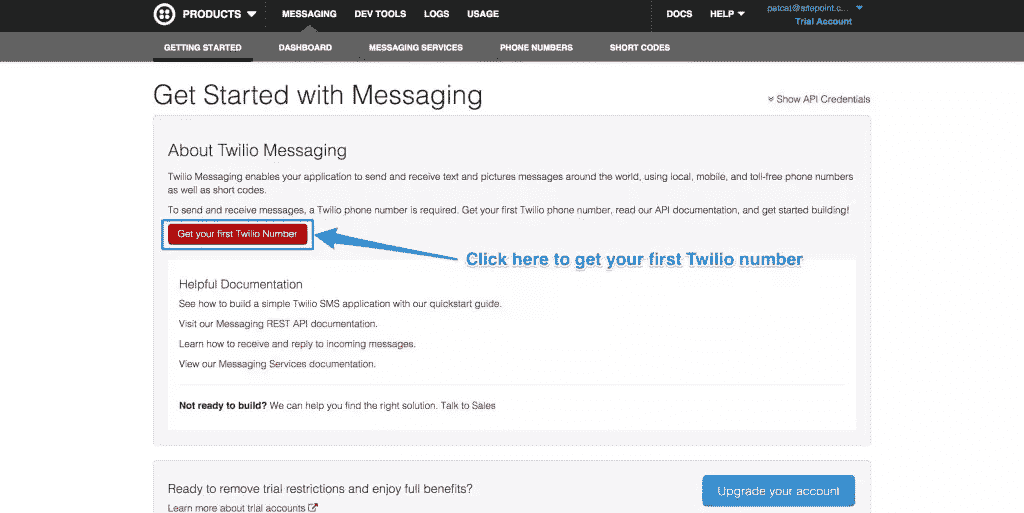 PRODUCTS MESSAGING DEV TOOLS LOGS USAGE DOCS HELP
Trial Account
GETTING STARTED DASHBOARD MESSAGING SERVICES PHONE NUMBERS SHORT CODES
Get Started with Messaging
Show API Credentials
About Twilio Messaging
Twilio Messaging enables your application to send and receive text and pictures messages around the world, using local, mobile, and toll-free phone numbers
as well as short codes.
To send and receive messages, a Twilio phone number is required. Get your first Twilio phone number, read our API documentation, and get started building!
Get your first Twilio Number
Click here to get your first Twilio number
Helpful Documentation
See how to build a simple Twilio SMS application with our quickstart guide.
Visit our Messaging REST API documentation.
Learn how to receive and reply to incoming messages.
View our Messaging Services documentation.
Not ready to build? We can help you find the right solution. Talk to Sales
Ready to remove trial restrictions and enjoy full benefits?
Upgrade your account
Learn more about trial accounts